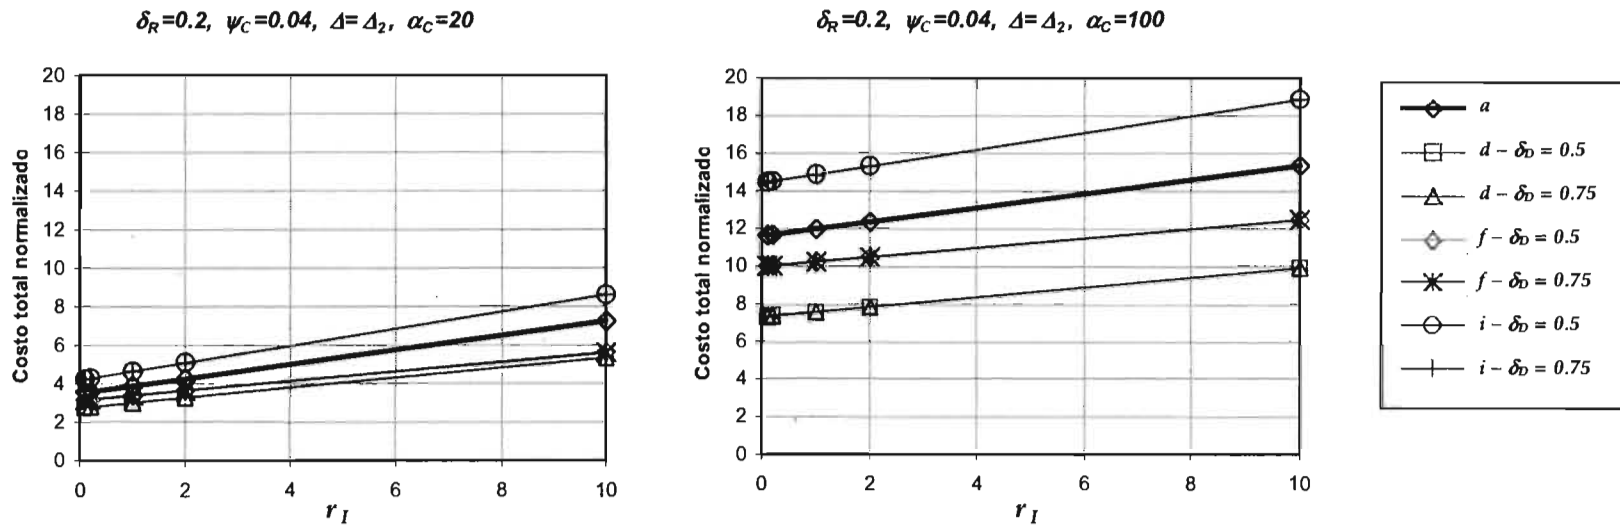 δR=0.2, ψC=0.04, Δ=Δ2, αC=20
Costo total normalizado
20
18
16
14
12
10
8
6
4
2
0
0 2 4 6 8 10
r I
δR=0.2, ψC=0.04, Δ=Δ2, αC=100
Costo total normalizado
20
18
16
14
12
10
8
6
4
2
0
0 2 4 6 8 10
r I
a
d – δD = 0.5
d – δD = 0.75
f – δD = 0.5
f – δD = 0.75
i – δD = 0.5
i – δD = 0.75